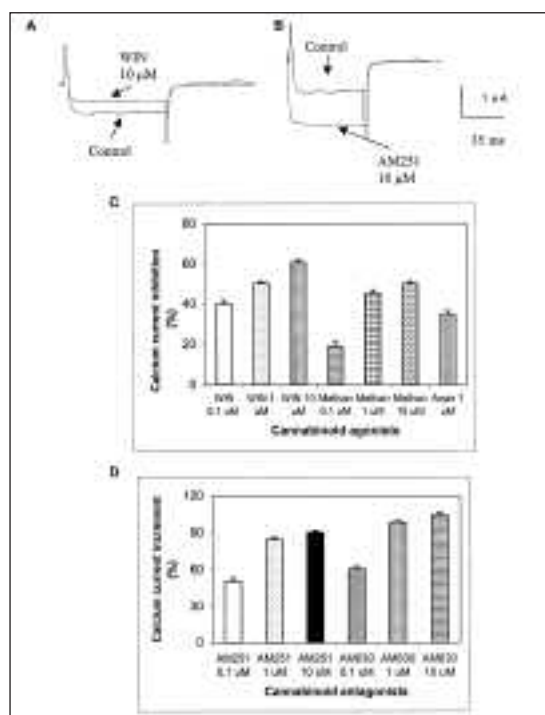 A
B
WIN
10 µM
Control
Control
AM251
10 µM
1 µA
35 ms
C
80
60
40
20
0
Calcium current inhibition
(%)
WIN 0.1 uM
WIN 1 uM
WIN 10 uM
Methan 0.1 uM
Methan 1 uM
Methan 10 uM
1 uM
Cannabinoid agonists
D
120
90
60
30
0
Calcium current increment
(%)
AM251 0.1 uM
AM251 1 uM
AM251 10 uM
AM630 0.1 uM
AM630 1 uM
AM630 10 uM
Cannabinoid antagonists